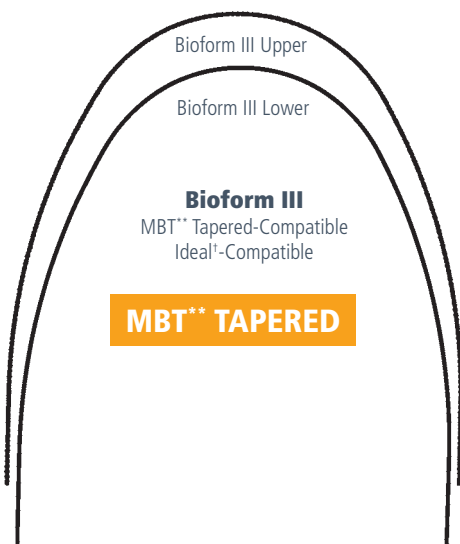 Bioform III Upper
Bioform III Lower
Bioform III
MBT** Tapered-Compatible
Ideal†-Compatible
MBT** TAPERED